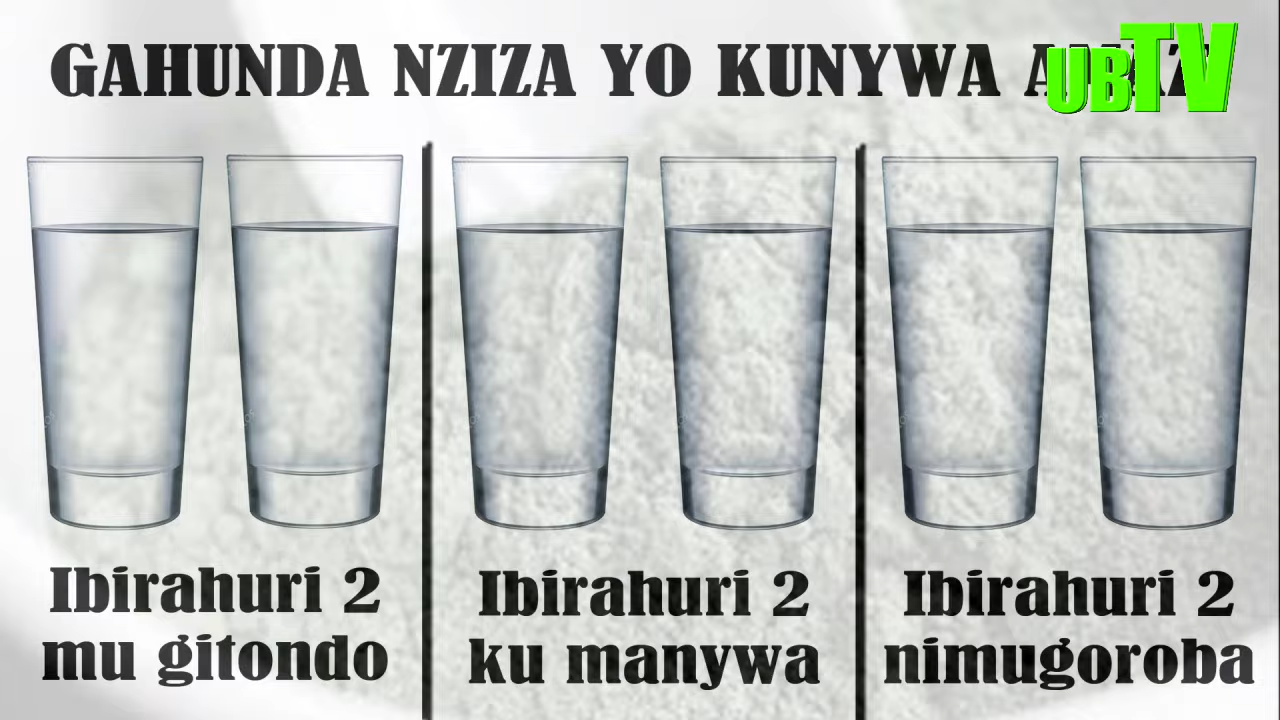 GAHUNDA NZIZA YO KUNYWA
UBTV
Ibirahuri 2
mu gitondo
Ibirahuri 2
ku manywa
Ibirahuri 2
nimugoroba